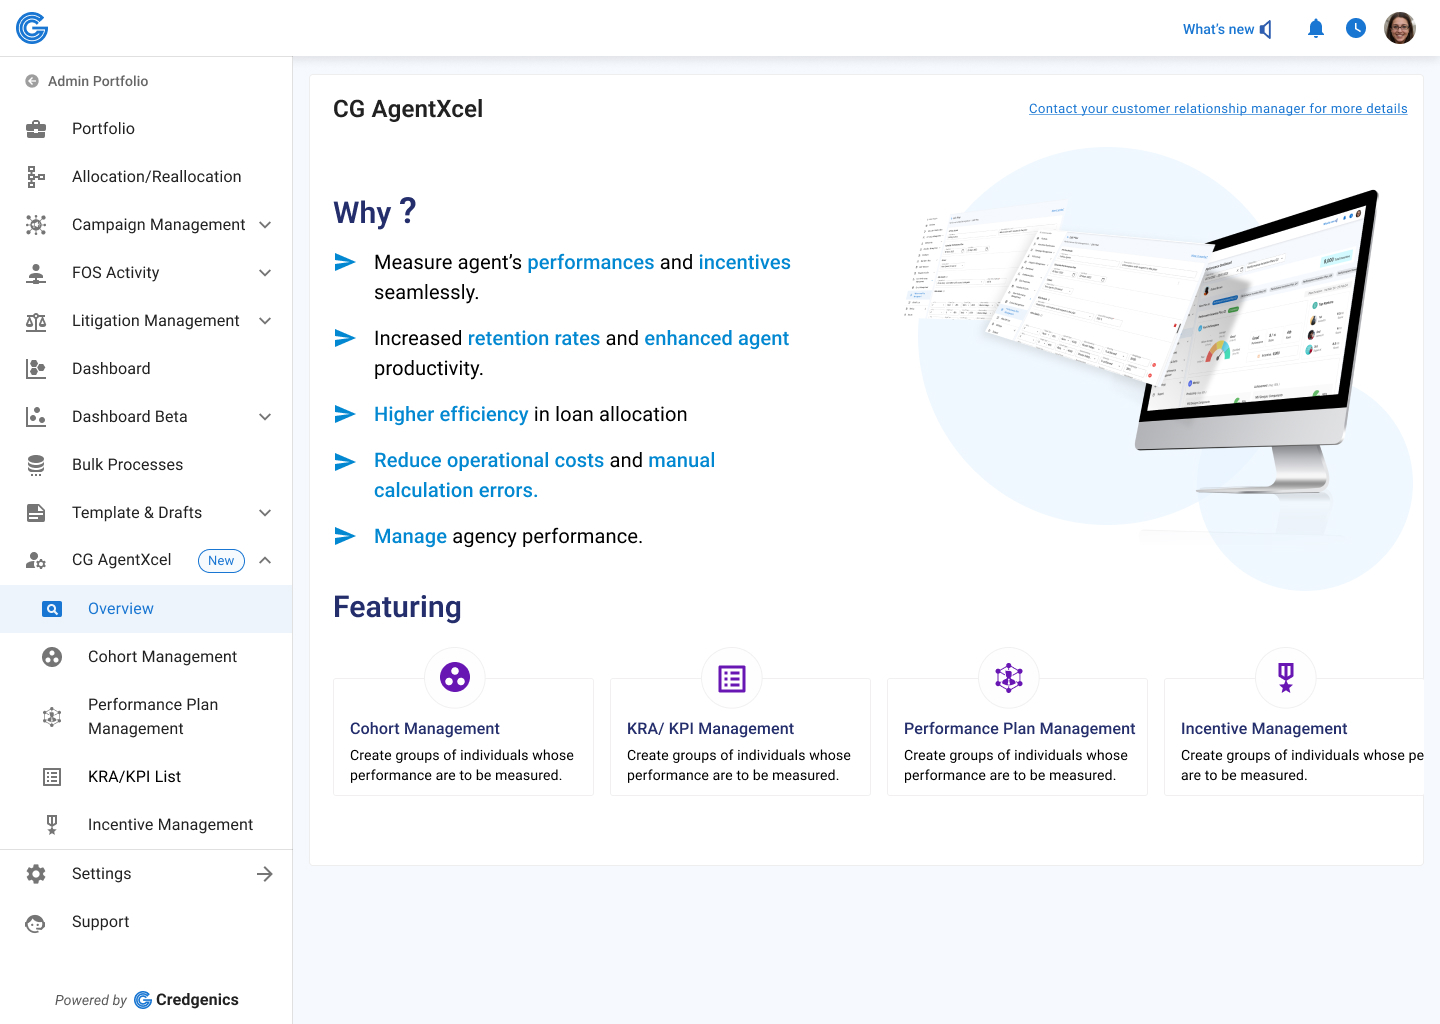 What's new
Admin Portfolio
Portfolio
Allocation/Reallocation
Campaign Management
FOS Activity
Litigation Management
Dashboard
Dashboard Beta
Bulk Processes
Template & Drafts
CG AgentXcel New
Overview
Cohort Management
Performance Plan
Management
KRA/KPI List
Incentive Management
Settings
Support
Powered by Credgenics
CG AgentXcel
Contact your customer relationship manager for more details
Why ?
Measure agent’s performances and incentives
seamlessly.
Increased retention rates and enhanced agent
productivity.
Higher efficiency in loan allocation
Reduce operational costs and manual
calculation errors.
Manage agency performance.
Featuring
Cohort Management
Create groups of individuals whose
performance are to be measured.
KRA/ KPI Management
Create groups of individuals whose
performance are to be measured.
Performance Plan Management
Create groups of individuals whose
performance are to be measured.
Incentive Management
Create groups of individuals whose pe
are to be measured.